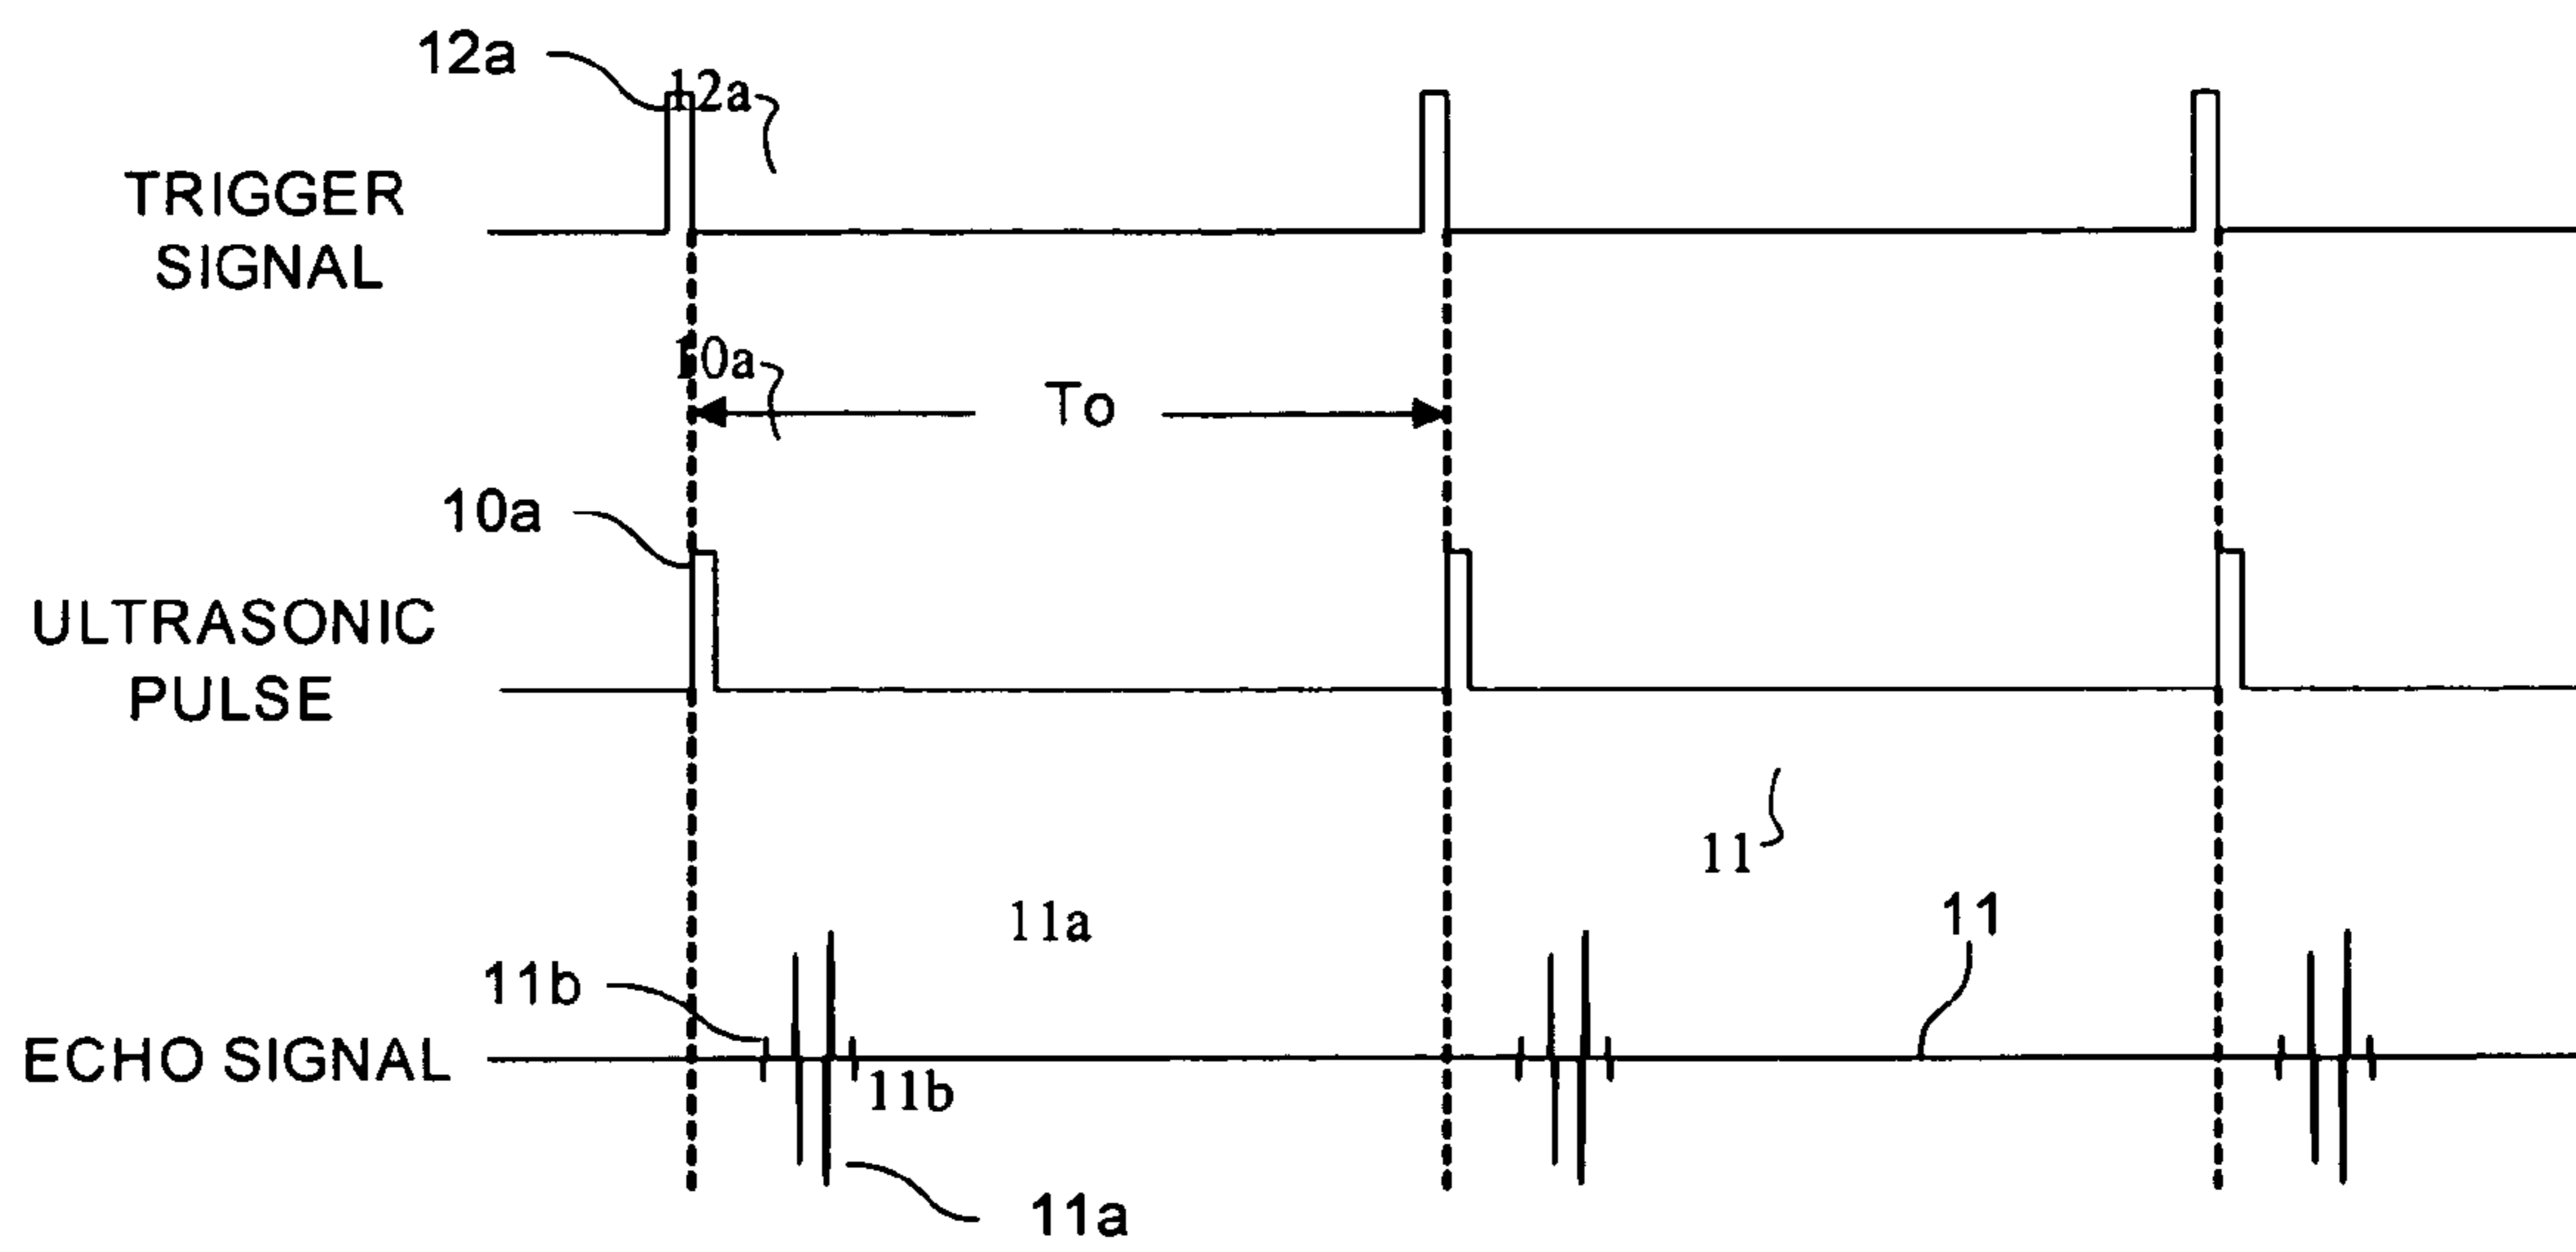 12a
12a
TRIGGER
SIGNAL
10a
To
10a
ULTRASONIC
PULSE
11
11a
11
11b
ECHO SIGNAL
11b
11a